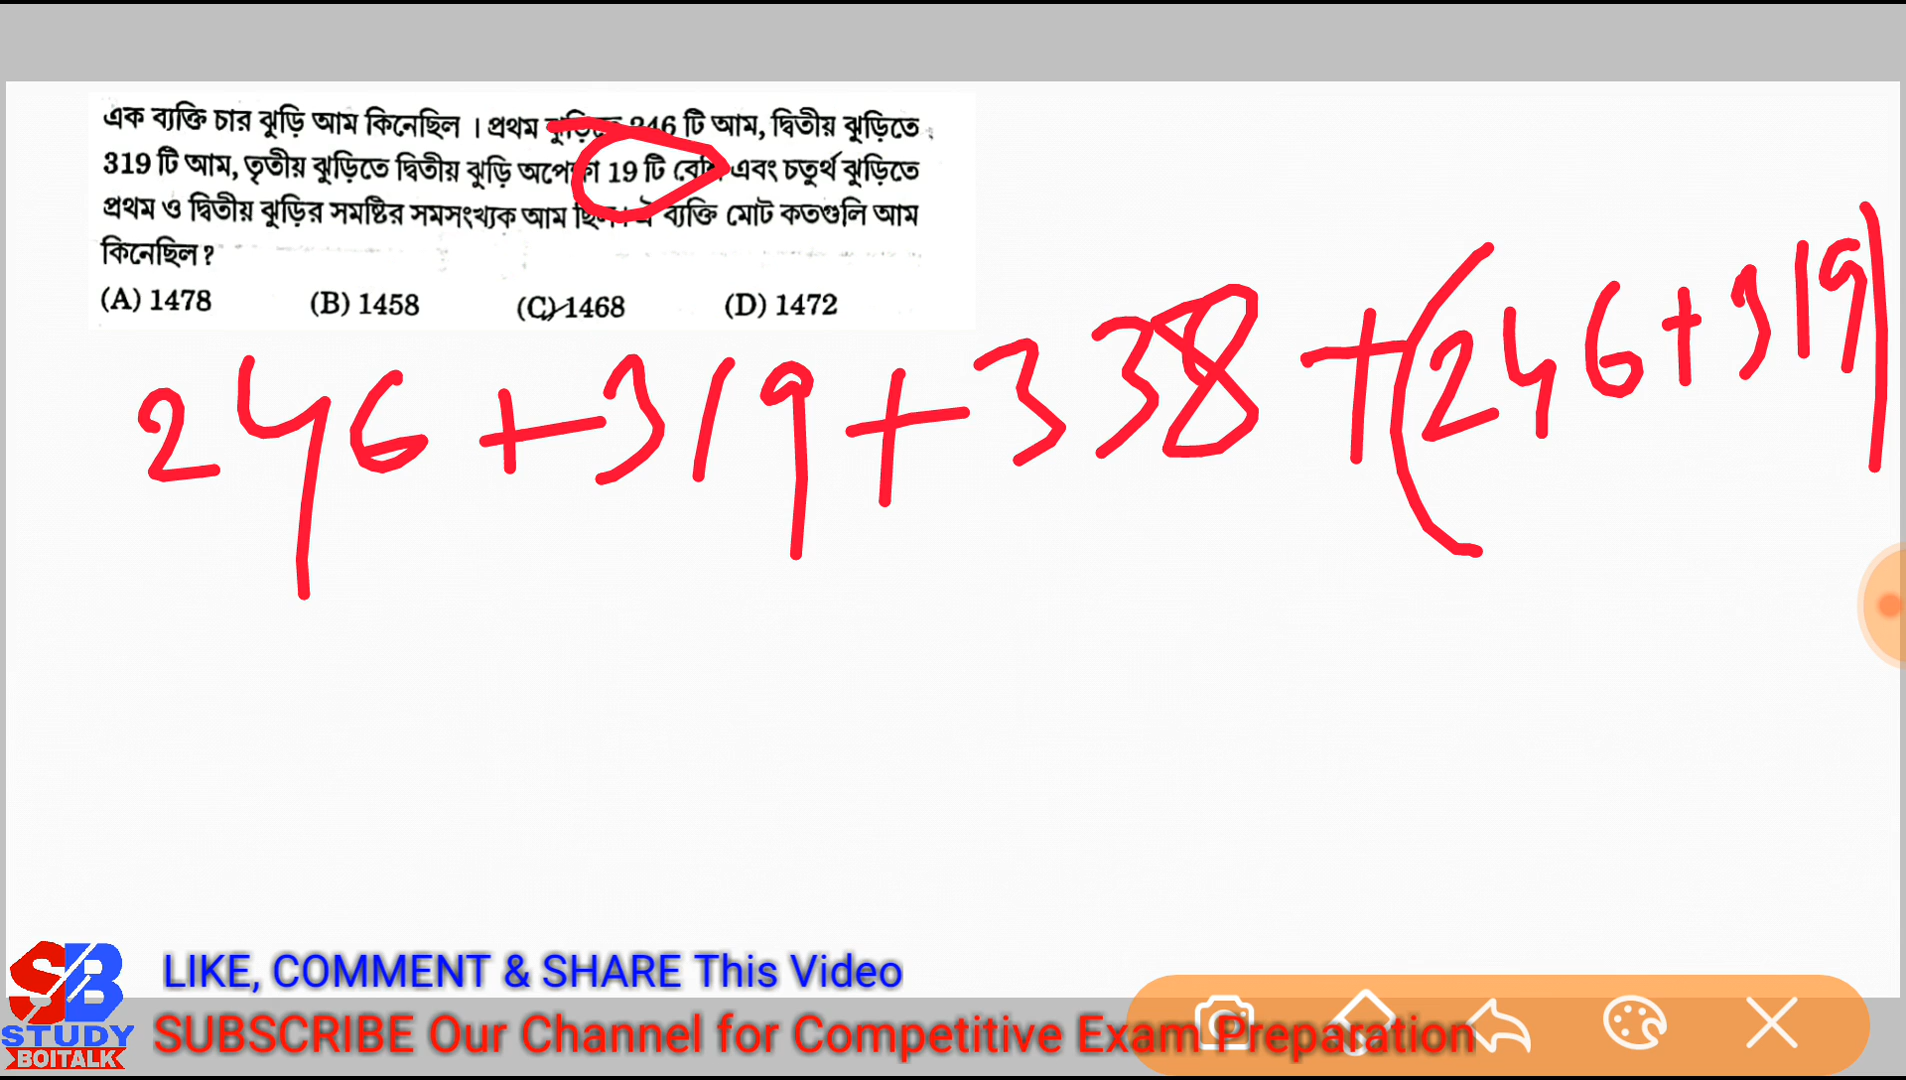 এক ব্যক্তি চার ঝুড়ি আম কিনেছিল । প্রথম ঝুড়িতে 246 টি আম, দ্বিতীয় ঝুড়িতে
319 টি আম, তৃতীয় ঝুড়িতে দ্বিতীয় ঝুড়ি অপেক্ষা 19 টি বেশি এবং চতুর্থ ঝুড়িতে
প্রথম ও দ্বিতীয় ঝুড়ির সমষ্টির সমসংখ্যক আম ছিল। ঐ ব্যক্তি মোট কতগুলি আম
কিনেছিল ?
(A) 1478 (B) 1458 (C) 1468 (D) 1472
246 + 319 + 338 + (246 + 319)
LIKE, COMMENT & SHARE This Video
SUBSCRIBE Our Channel for Competitive Exam Preparation
SB
STUDY
BOITALK